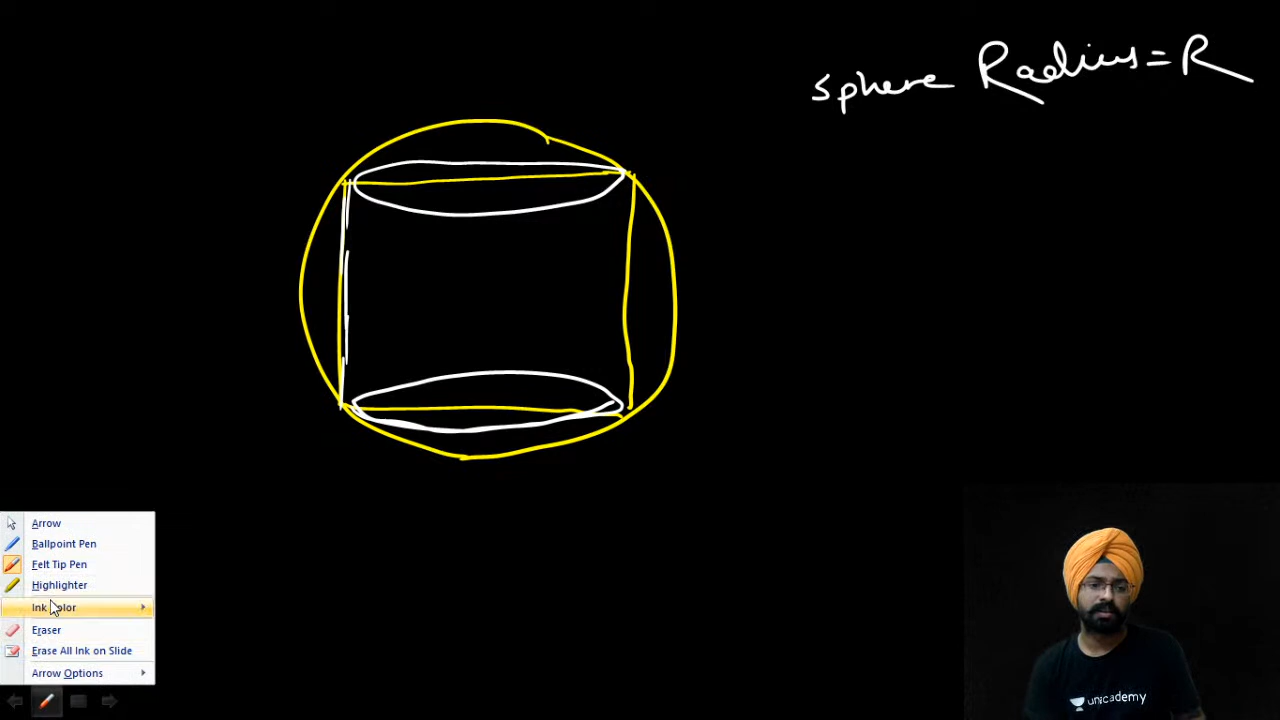 sphere Radius = R
Arrow
Ballpoint Pen
Felt Tip Pen
Highlighter
Ink Color
Eraser
Erase All Ink on Slide
Arrow Options
unacademy